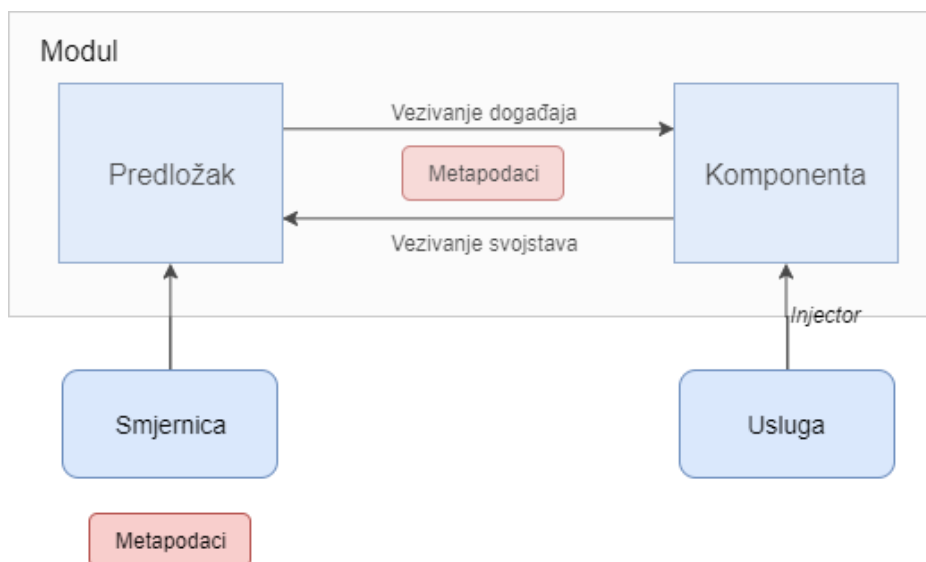 Modul
Vezivanje događaja
Predložak
Metapodaci
Komponenta
Vezivanje svojstava
Injector
Smjernica
Usluga
Metapodaci